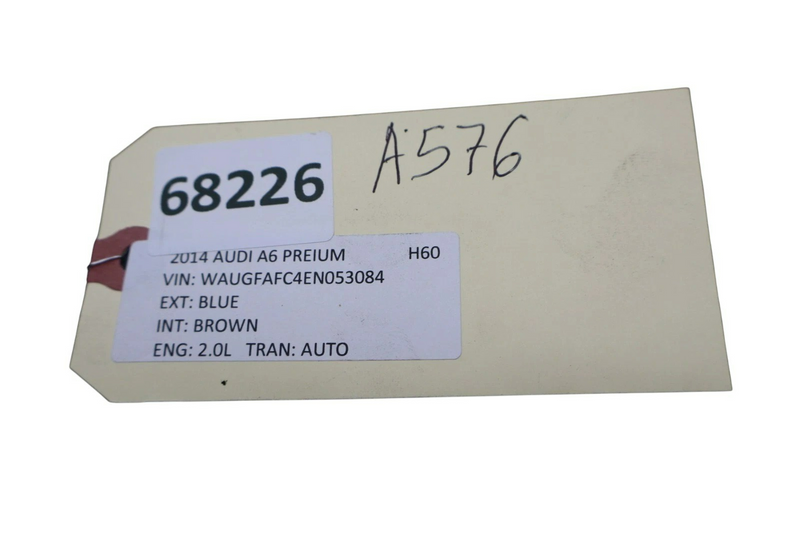 A576
68226
2014 AUDI A6 PREIUM H60
VIN: WAUGFAFC4EN053084
EXT: BLUE
INT: BROWN
ENG: 2.0L TRAN: AUTO